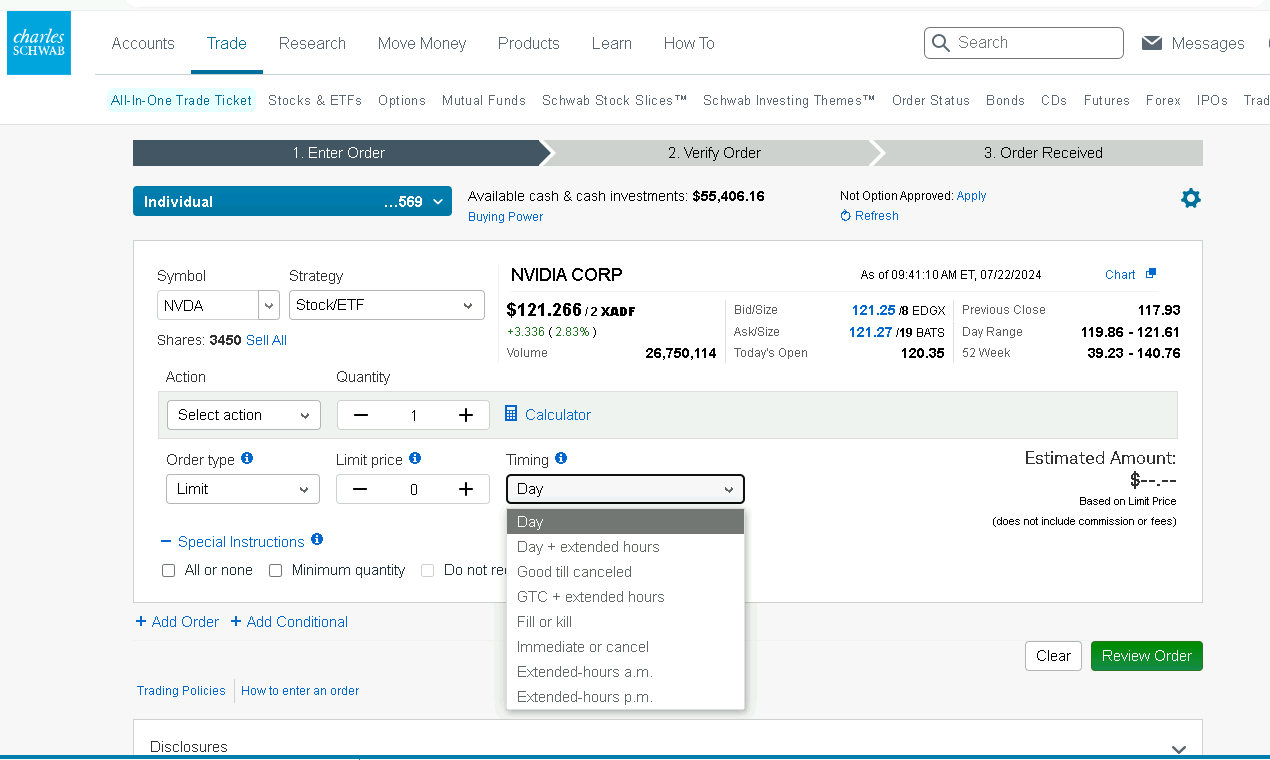 charles
SCHWAB
Accounts Trade Research Move Money Products Learn How To Search Messages
All-In-One Trade Ticket Stocks & ETFs Options Mutual Funds Schwab Stock Slices™ Schwab Investing Themes™ Order Status Bonds CDs Futures Forex IPOs Trad
1. Enter Order 2. Verify Order 3. Order Received
Individual ...569 Available cash & cash investments: $55,406.16 Not Option Approved: Apply
Buying Power Refresh
Symbol Strategy NVIDIA CORP As of 09:41:10 AM ET, 07/22/2024 Chart
NVDA Stock/ETF $121.266 / 2 XADF Bid/Size 121.25 /8 EDGX Previous Close 117.93
+3.336 ( 2.83% ) Ask/Size 121.27 /19 BATS Day Range 119.86 - 121.61
Shares: 3450 Sell All Volume 26,750,114 Today's Open 120.35 52 Week 39.23 - 140.76
Action Quantity
Select action 1 Calculator
Order type Limit price Timing Estimated Amount:
Limit 0 Day $--.--
Based on Limit Price
(does not include commission or fees)
Day
Day + extended hours
Special Instructions
All or none Minimum quantity Do not re
Good till canceled
GTC + extended hours
Fill or kill
Immediate or cancel
Extended-hours a.m.
Extended-hours p.m.
+ Add Order + Add Conditional
Clear Review Order
Trading Policies How to enter an order
Disclosures